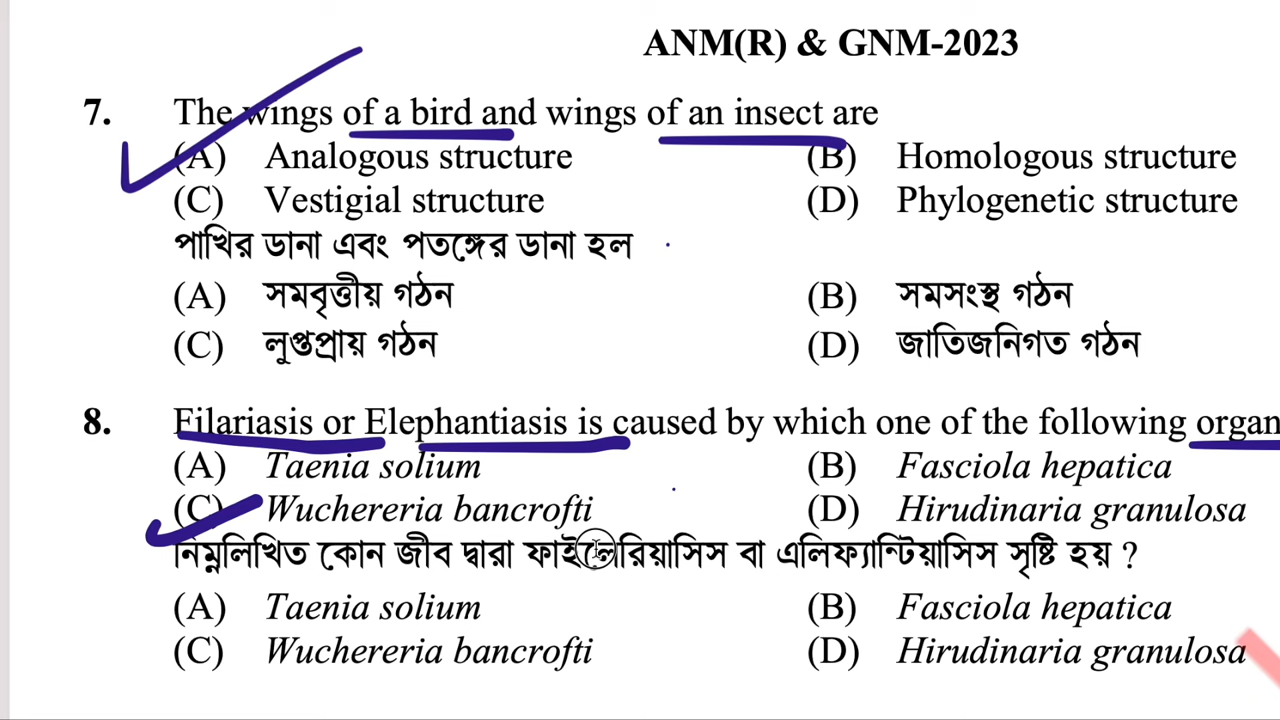 ANM(R) & GNM-2023
7. The wings of a bird and wings of an insect are
(A) Analogous structure (B) Homologous structure
(C) Vestigial structure (D) Phylogenetic structure
পাখির ডানা এবং পতঙ্গের ডানা হল
(A) সমবৃত্তীয় গঠন (B) সমসংস্থ গঠন
(C) লুপ্তপ্রায় গঠন (D) জাতিজনিগত গঠন
8. Filariasis or Elephantiasis is caused by which one of the following organ
(A) Taenia solium (B) Fasciola hepatica
(C) Wuchereria bancrofti (D) Hirudinaria granulosa
নিম্নলিখিত কোন জীব দ্বারা ফাইলেরিয়াসিস বা এলিফ্যান্টিয়াসিস সৃষ্টি হয় ?
(A) Taenia solium (B) Fasciola hepatica
(C) Wuchereria bancrofti (D) Hirudinaria granulosa